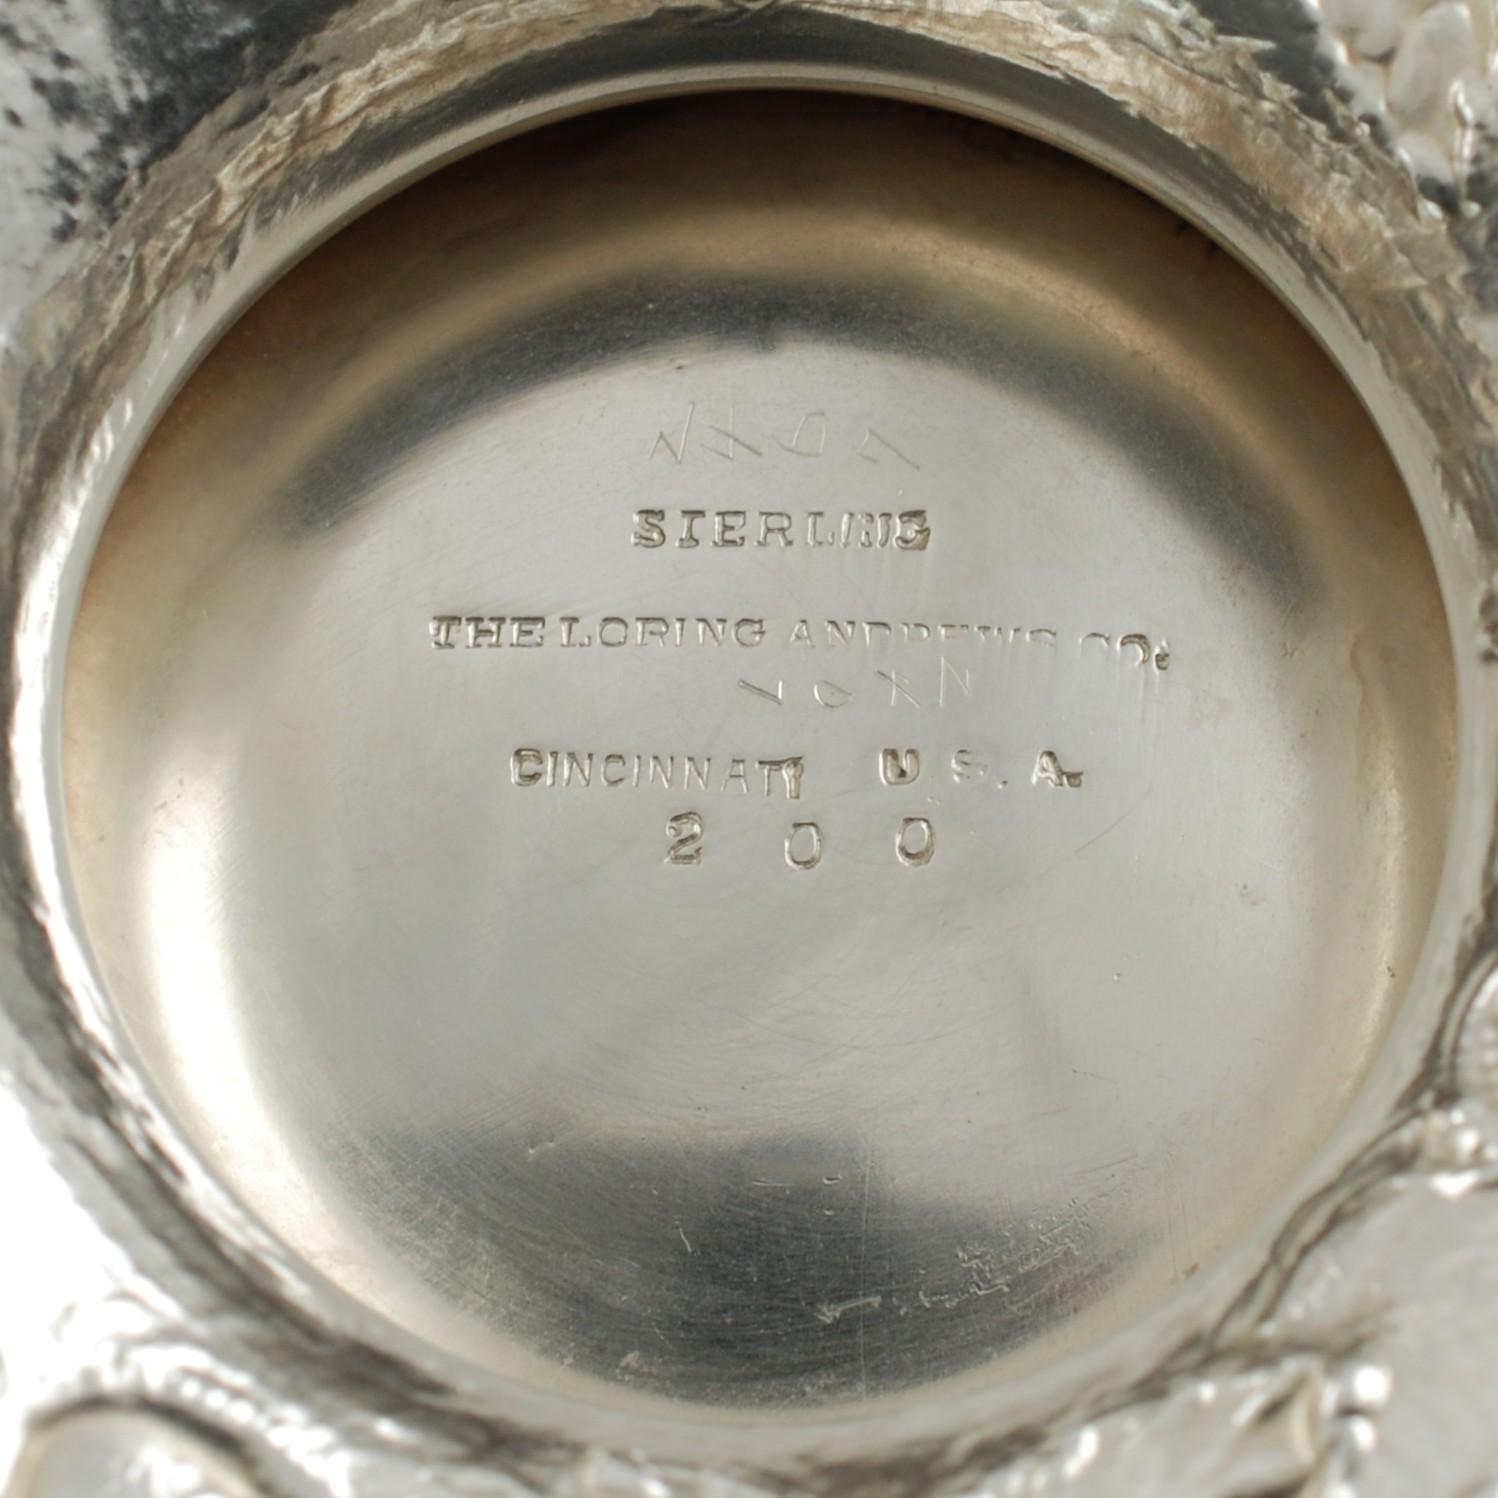 STERLING
THE LORING ANDREWS CO.
CINCINNATI U.S.A.
200